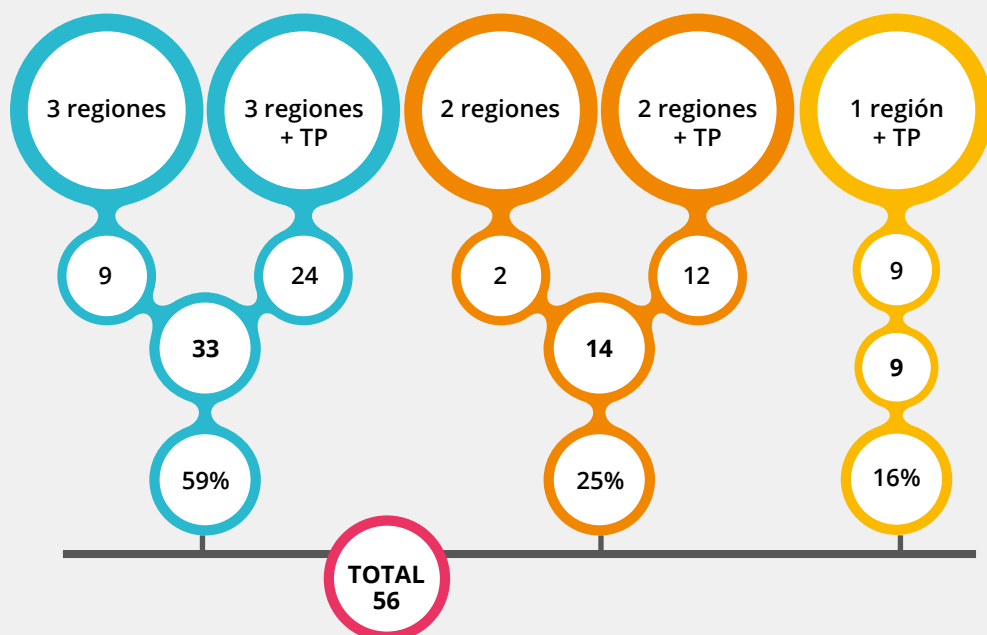 3 regiones
3 regiones
+ TP
2 regiones
2 regiones
+ TP
1 región
+ TP
9
24
2
12
9
33
14
9
59%
25%
16%
TOTAL
56